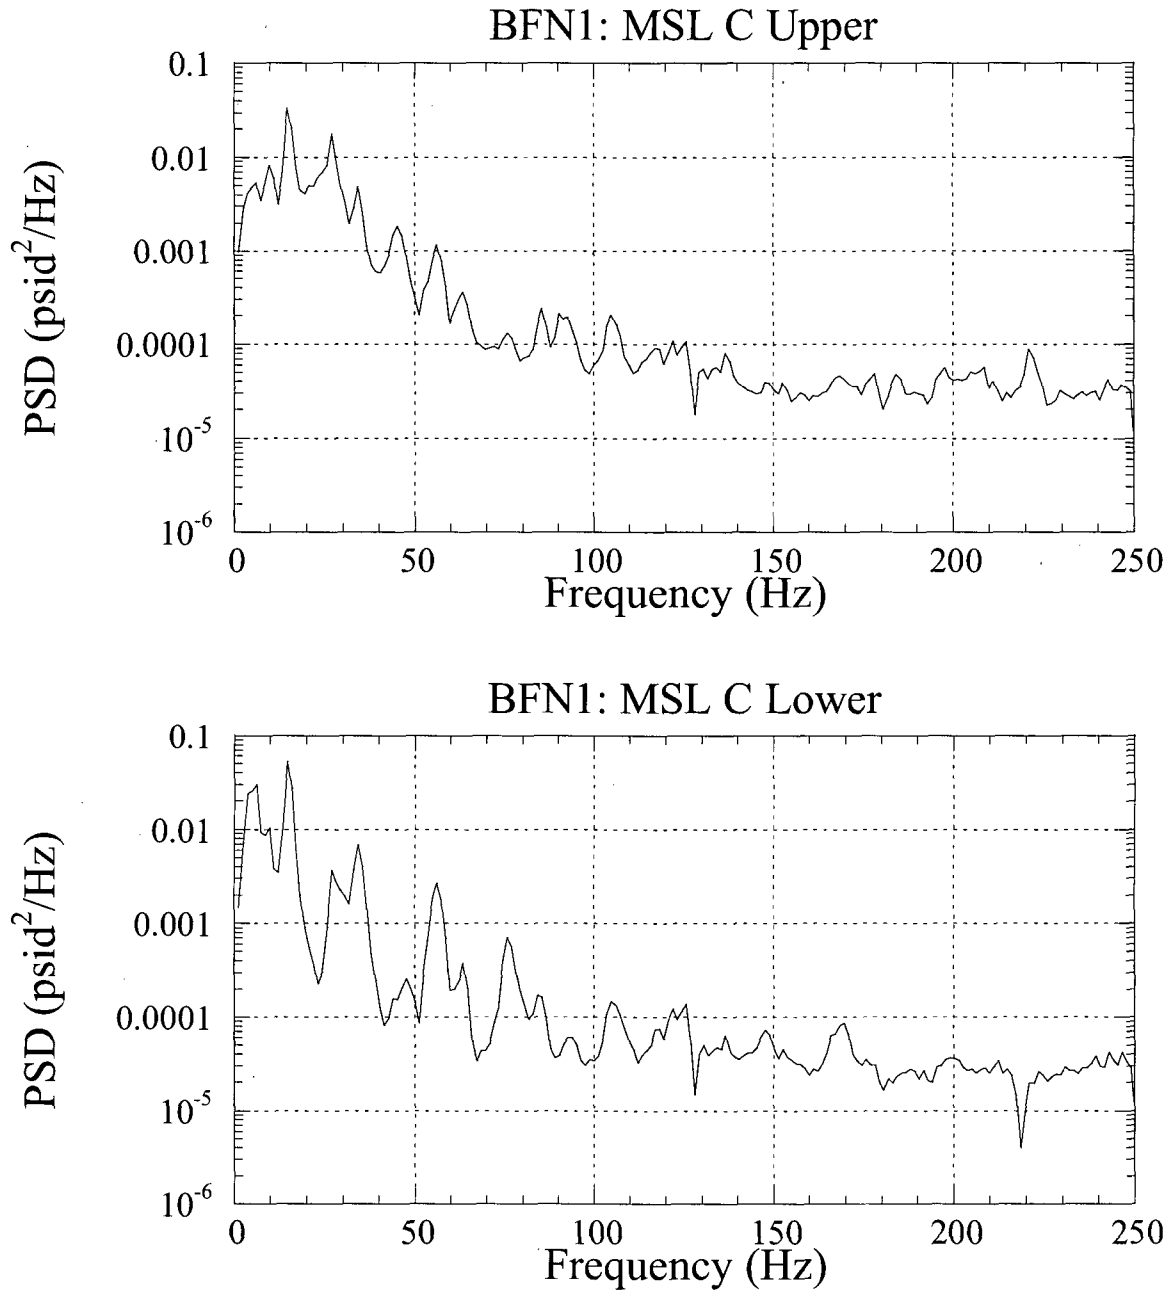 BFN1: MSL C Upper
PSD (psid²/Hz)
0.1
0.01
0.001
0.0001
10⁻⁵
10⁻⁶
0 50 100 150 200 250
Frequency (Hz)
BFN1: MSL C Lower
PSD (psid²/Hz)
0.1
0.01
0.001
0.0001
10⁻⁵
10⁻⁶
0 50 100 150 200 250
Frequency (Hz)